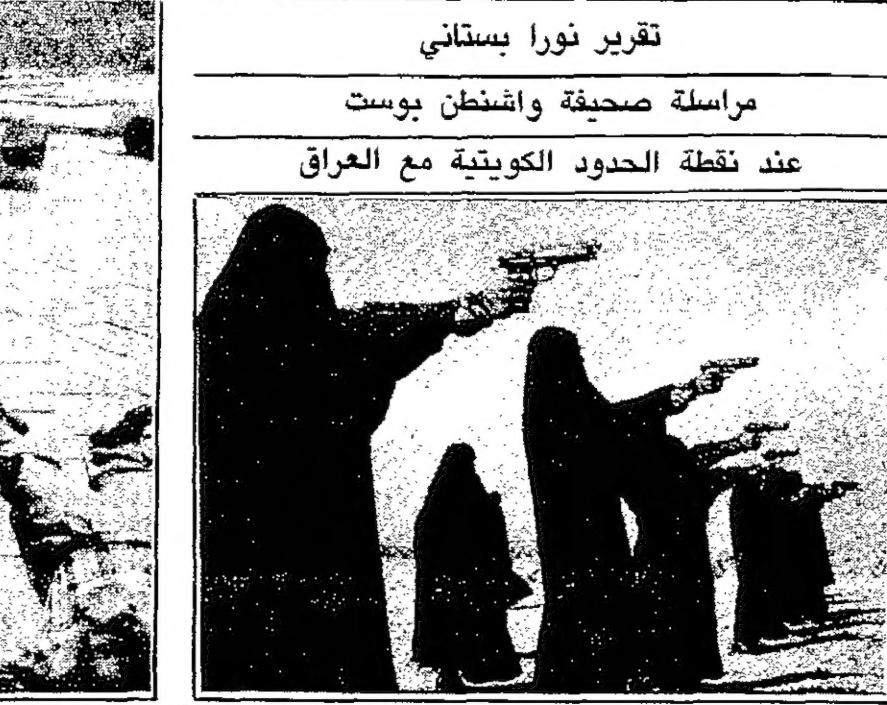 تقرير نورا بستاني
مراسلة صحيفة واشنطن بوست
عند نقطة الحدود الكويتية مع العراق